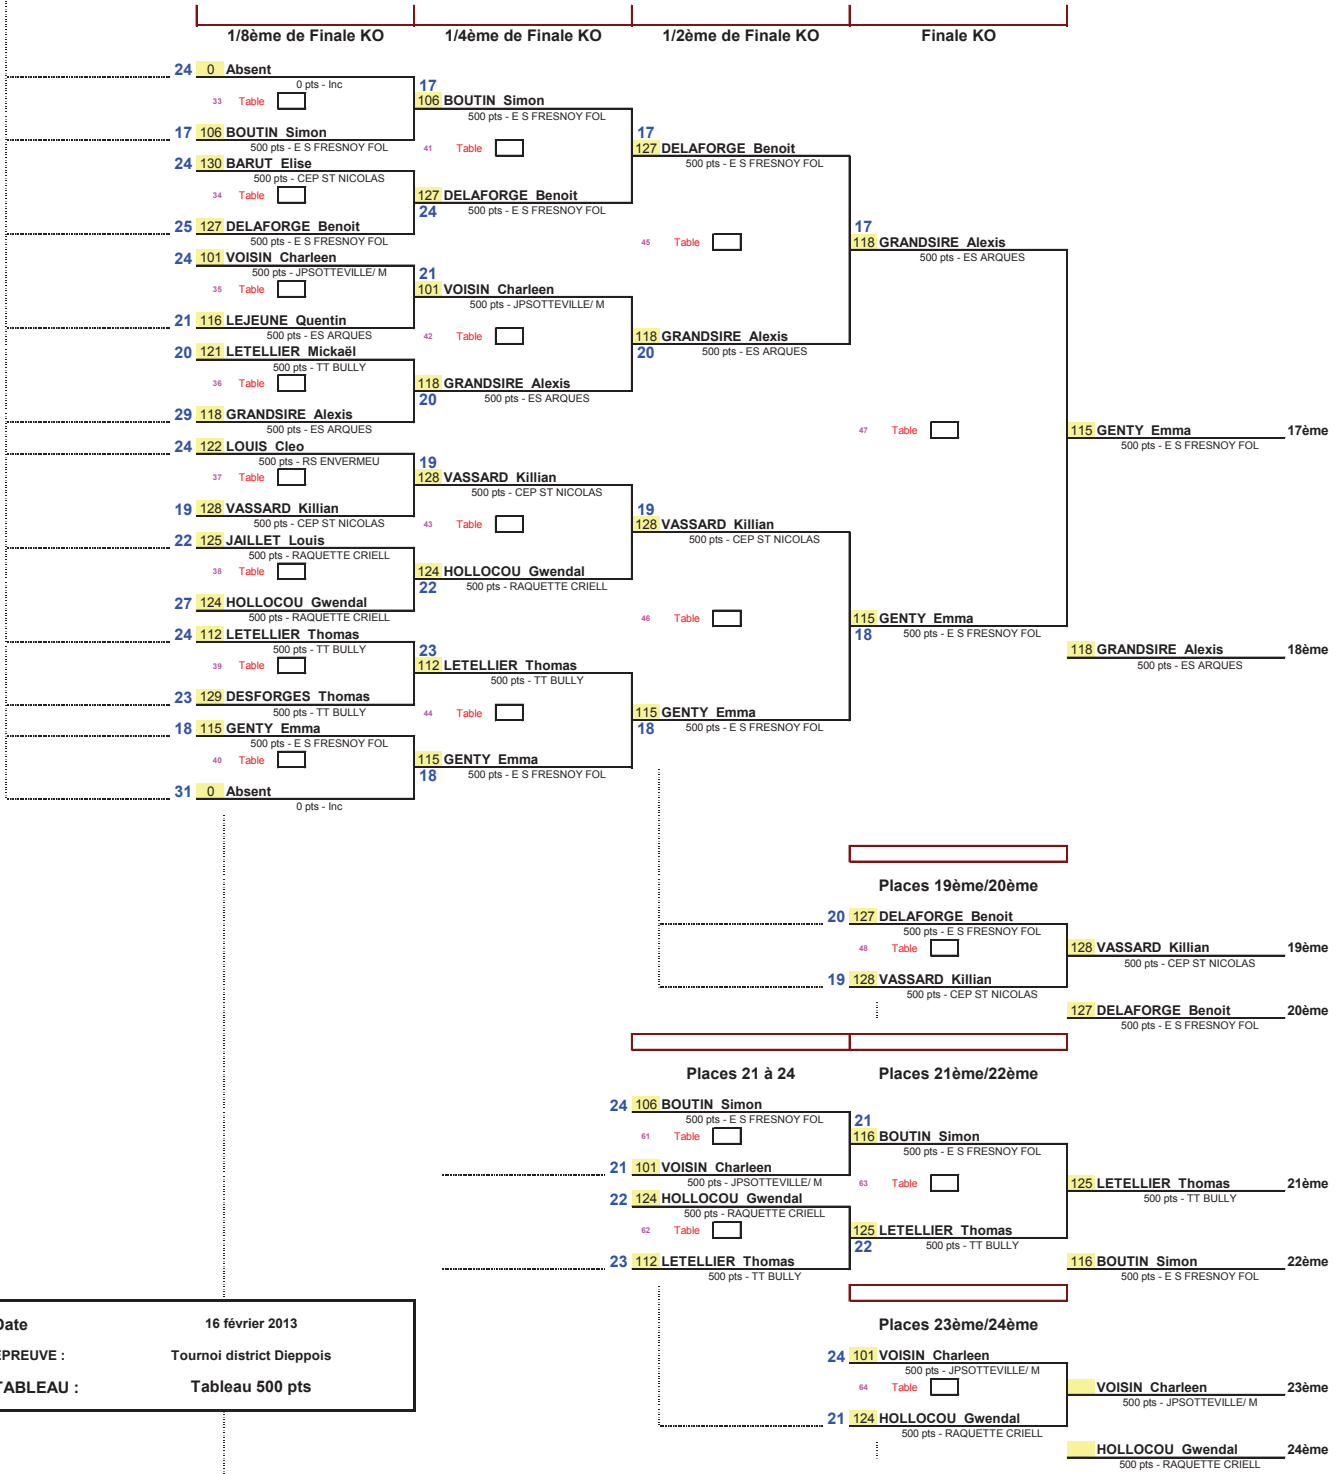 1/8ème de Finale KO 1/4ème de Finale KO 1/2ème de Finale KO Finale KO
24 0 Absent
0 pts - Inc
33 Table
17 106 BOUTIN Simon
500 pts - E S FRESNOY FOL
24 130 BARUT Elise
500 pts - CEP ST NICOLAS
34 Table
25 127 DELAFORGE Benoit
500 pts - E S FRESNOY FOL
24 101 VOISIN Charleen
500 pts - JPSOTTEVILLE/ M
35 Table
21 116 LEJEUNE Quentin
500 pts - ES ARQUES
20 121 LETELLIER Mickaël
500 pts - TT BULLY
36 Table
29 118 GRANDSIRE Alexis
500 pts - ES ARQUES
24 122 LOUIS Cleo
500 pts - RS ENVERMEU
37 Table
19 128 VASSARD Killian
500 pts - CEP ST NICOLAS
22 125 JAILLET Louis
500 pts - RAQUETTE CRIELL
38 Table
27 124 HOLLOCOU Gwendal
500 pts - RAQUETTE CRIELL
24 112 LETELLIER Thomas
500 pts - TT BULLY
39 Table
23 129 DESFORGES Thomas
500 pts - TT BULLY
18 115 GENTY Emma
500 pts - E S FRESNOY FOL
40 Table
31 0 Absent
0 pts - Inc
17
106 BOUTIN Simon
500 pts - E S FRESNOY FOL
41 Table
127 DELAFORGE Benoit
24 500 pts - E S FRESNOY FOL
21
101 VOISIN Charleen
500 pts - JPSOTTEVILLE/ M
42 Table
118 GRANDSIRE Alexis
20 500 pts - ES ARQUES
19
128 VASSARD Killian
500 pts - CEP ST NICOLAS
43 Table
124 HOLLOCOU Gwendal
22 500 pts - RAQUETTE CRIELL
23
112 LETELLIER Thomas
500 pts - TT BULLY
44 Table
115 GENTY Emma
18 500 pts - E S FRESNOY FOL
17
127 DELAFORGE Benoit
500 pts - E S FRESNOY FOL
45 Table
118 GRANDSIRE Alexis
20 500 pts - ES ARQUES
19
128 VASSARD Killian
500 pts - CEP ST NICOLAS
46 Table
115 GENTY Emma
18 500 pts - E S FRESNOY FOL
17
118 GRANDSIRE Alexis
500 pts - ES ARQUES
47 Table
115 GENTY Emma
18 500 pts - E S FRESNOY FOL
115 GENTY Emma 17ème
500 pts - E S FRESNOY FOL
118 GRANDSIRE Alexis 18ème
500 pts - ES ARQUES
Places 19ème/20ème
20 127 DELAFORGE Benoit
500 pts - E S FRESNOY FOL
48 Table
19 128 VASSARD Killian
500 pts - CEP ST NICOLAS
128 VASSARD Killian 19ème
500 pts - CEP ST NICOLAS
127 DELAFORGE Benoit 20ème
500 pts - E S FRESNOY FOL
Places 21 à 24 Places 21ème/22ème
24 106 BOUTIN Simon
500 pts - E S FRESNOY FOL
61 Table
21 101 VOISIN Charleen
500 pts - JPSOTTEVILLE/ M
22 124 HOLLOCOU Gwendal
500 pts - RAQUETTE CRIELL
62 Table
23 112 LETELLIER Thomas
500 pts - TT BULLY
21
116 BOUTIN Simon
500 pts - E S FRESNOY FOL
63 Table
125 LETELLIER Thomas
22 500 pts - TT BULLY
125 LETELLIER Thomas 21ème
500 pts - TT BULLY
116 BOUTIN Simon 22ème
500 pts - E S FRESNOY FOL
Places 23ème/24ème
24 101 VOISIN Charleen
500 pts - JPSOTTEVILLE/ M
64 Table
21 124 HOLLOCOU Gwendal
500 pts - RAQUETTE CRIELL
VOISIN Charleen 23ème
500 pts - JPSOTTEVILLE/ M
HOLLOCOU Gwendal 24ème
500 pts - RAQUETTE CRIELL
Date 16 février 2013
EPREUVE : Tournoi district Dieppois
TABLEAU : Tableau 500 pts